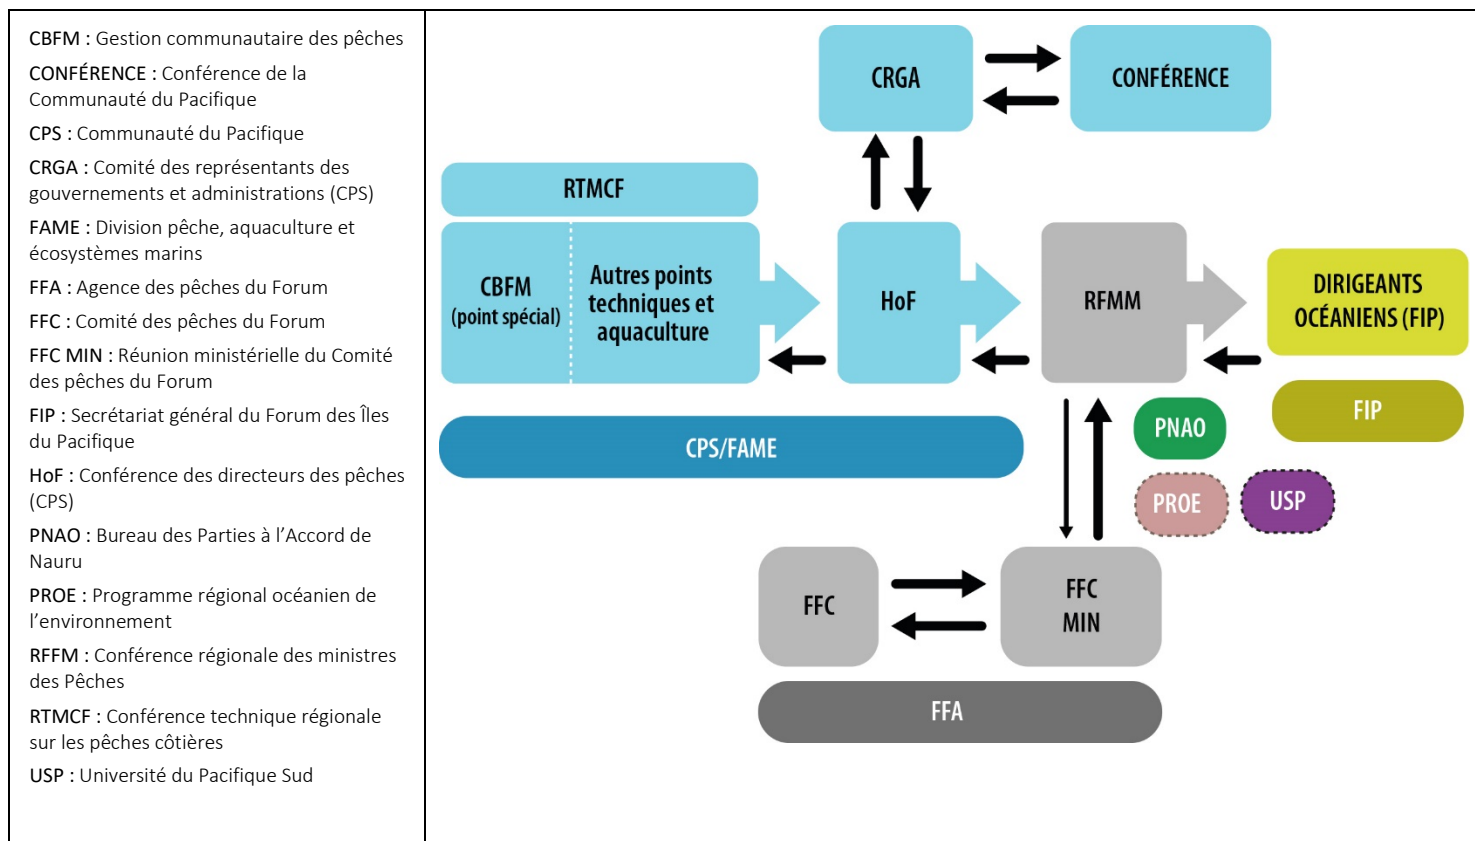 CBFM : Gestion communautaire des pêches
CONFÉRENCE : Conférence de la
Communauté du Pacifique
CPS : Communauté du Pacifique
CRGA : Comité des représentants des
gouvernements et administrations (CPS)
FAME : Division pêche, aquaculture et
écosystèmes marins
FFA : Agence des pêches du Forum
FFC : Comité des pêches du Forum
FFC MIN : Réunion ministérielle du Comité
des pêches du Forum
FIP : Secrétariat général du Forum des Îles
du Pacifique
HoF : Conférence des directeurs des pêches
(CPS)
PNAO : Bureau des Parties à l’Accord de
Nauru
PROE : Programme régional océanien de
l’environnement
RFFM : Conférence régionale des ministres
des Pêches
RTMCF : Conférence technique régionale
sur les pêches côtières
USP : Université du Pacifique Sud
CRGA
CONFÉRENCE
RTMCF
CBFM
(point spécial)
Autres points
techniques et
aquaculture
HoF
RFMM
DIRIGEANTS
OCÉANIENS (FIP)
FIP
CPS/FAME
PNAO
PROE
USP
FFC
FFC
MIN
FFA